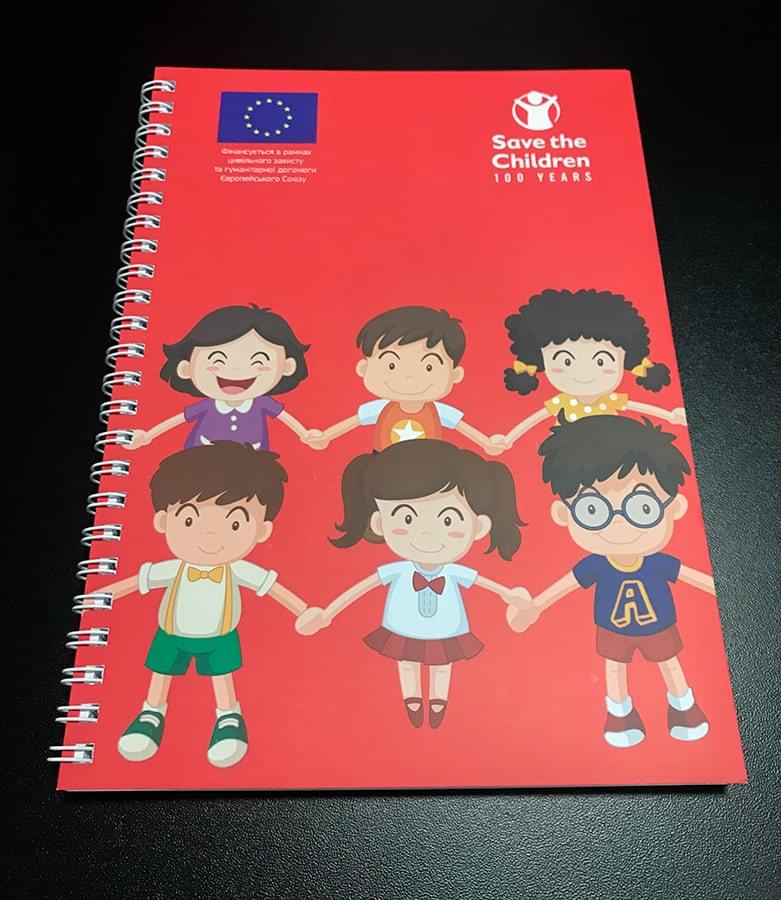 Фінансується в рамках
цивільного захисту
та гуманітарної допомоги
Європейського Союзу
Save the
Children
100 YEARS
A